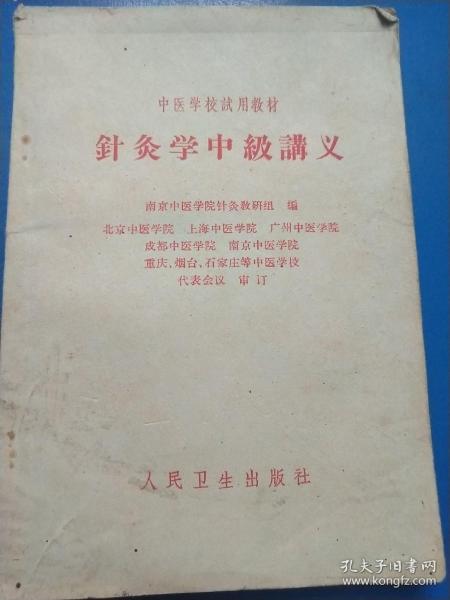 中医学校試用教材
針灸学中級講义
南京中医学院针灸教研組 編
北京中医学院 上海中医学院 广州中医学院
成都中医学院 南京中医学院
重庆、烟台、石家庄等中医学校
代表会议 审订
人民卫生出版社
孔夫子旧书网
www.kongfz.com